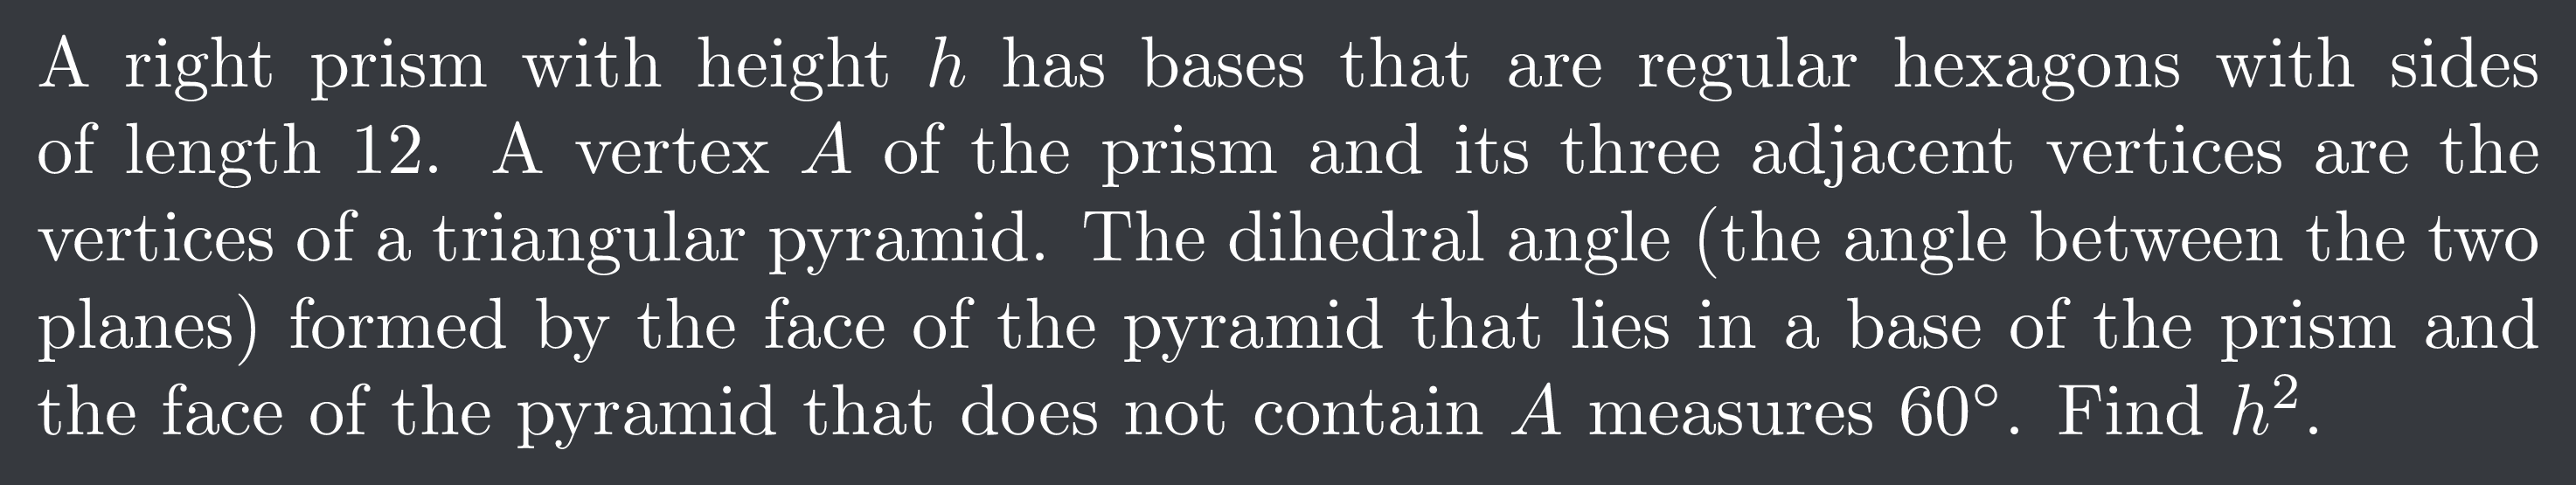 A right prism with height h has bases that are regular hexagons with sides
of length 12. A vertex A of the prism and its three adjacent vertices are the
vertices of a triangular pyramid. The dihedral angle (the angle between the two
planes) formed by the face of the pyramid that lies in a base of the prism and
the face of the pyramid that does not contain A measures 60°. Find h².